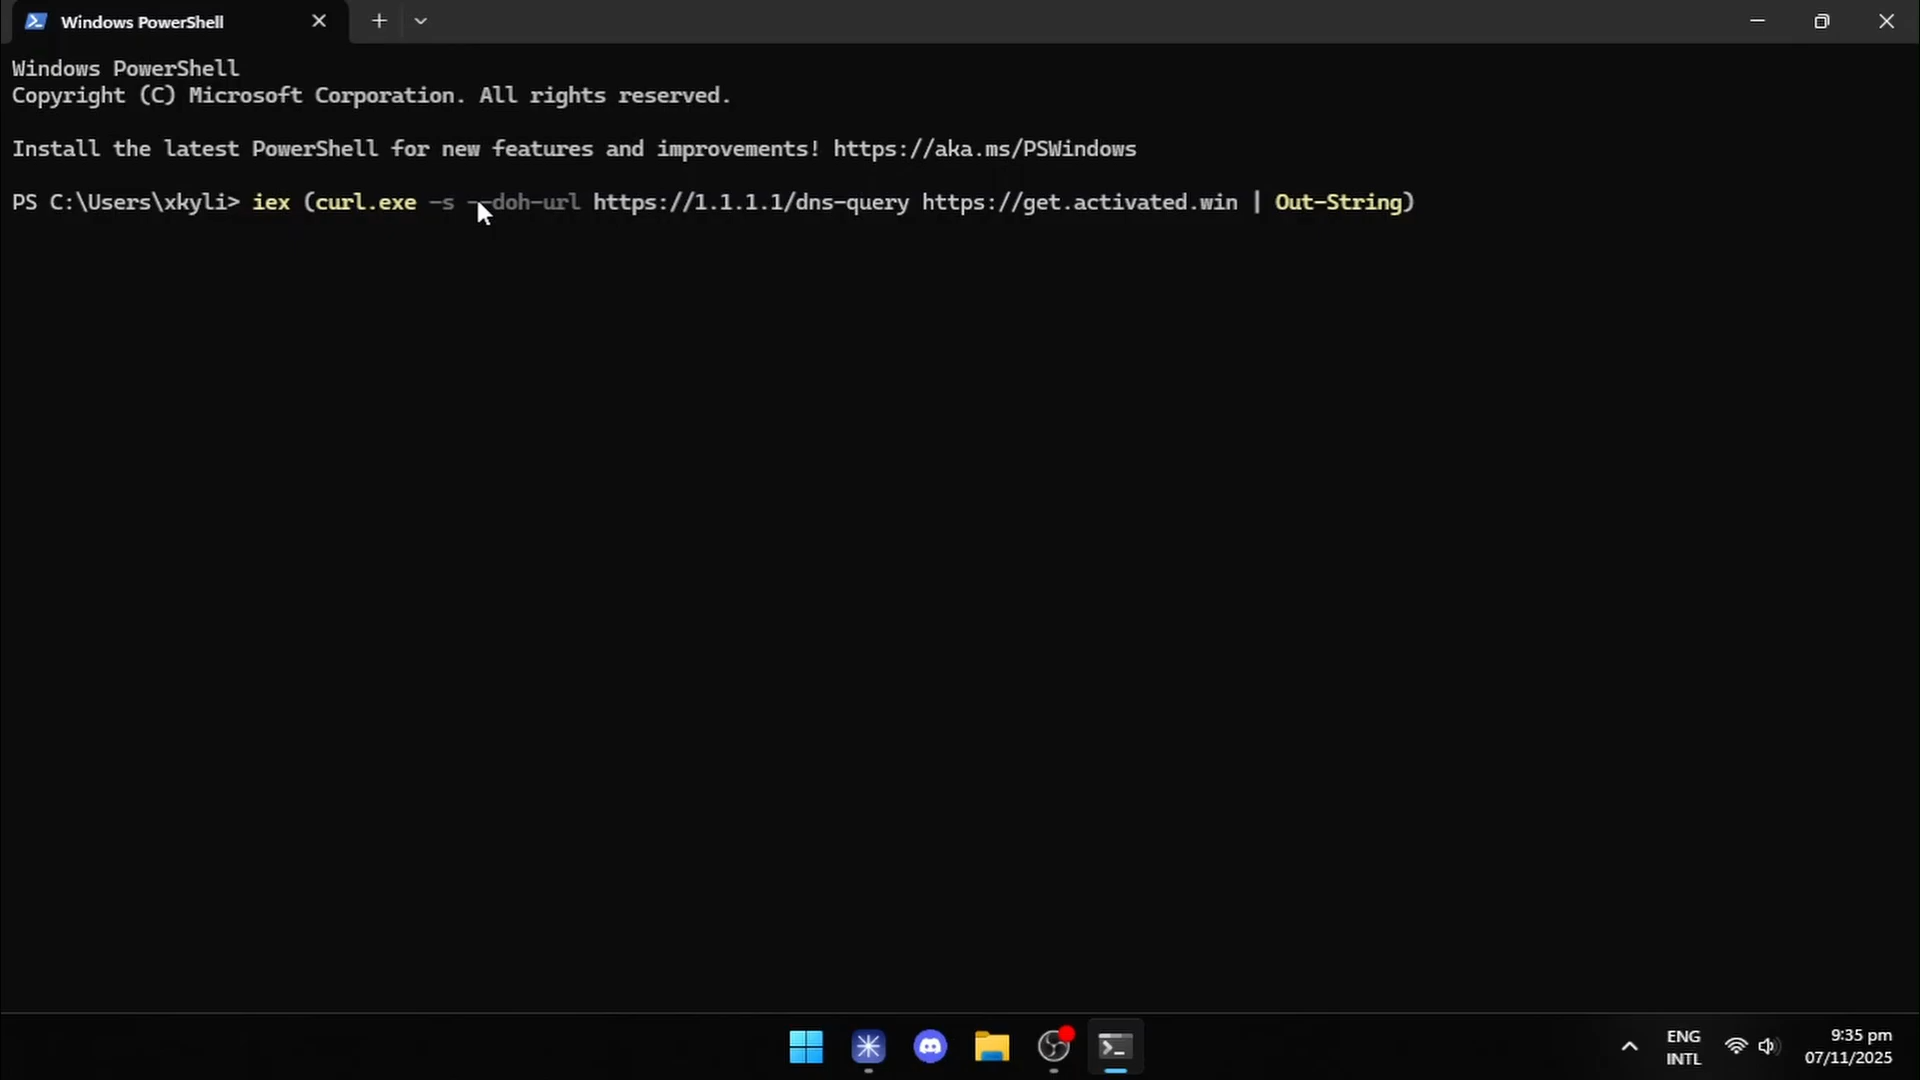 Windows PowerShell
Windows PowerShell
Copyright (C) Microsoft Corporation. All rights reserved.
Install the latest PowerShell for new features and improvements! https://aka.ms/PSWindows
PS C:\Users\xkyli> iex (curl.exe -s --doh-url https://1.1.1.1/dns-query https://get.activated.win | Out-String)
ENG
INTL
9:35 pm
07/11/2025